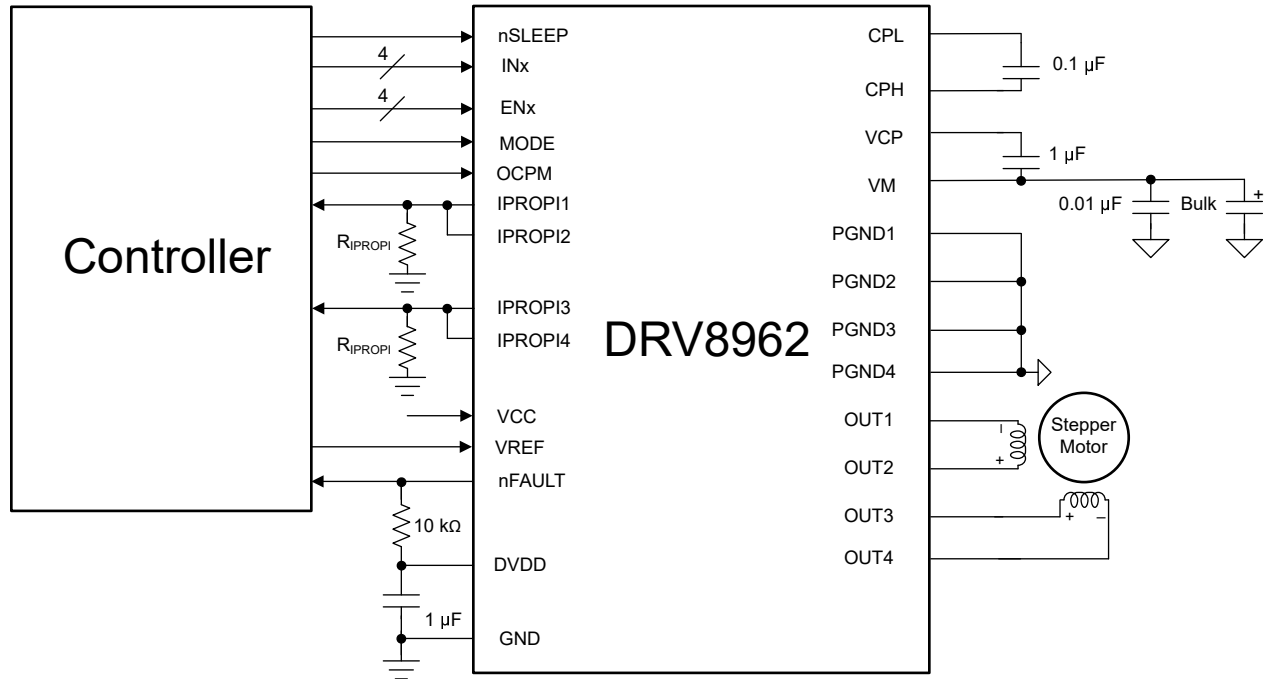 Controller
DRV8962
nSLEEP
4
INx
4
ENx
MODE
OCPM
IPROPI1
IPROPI2
RIPROPI
IPROPI3
IPROPI4
RIPROPI
VCC
VREF
nFAULT
10 kΩ
DVDD
1 µF
GND
CPL
0.1 µF
CPH
VCP
1 µF
VM
0.01 µF
Bulk
+
PGND1
PGND2
PGND3
PGND4
OUT1
–
Stepper
Motor
+
OUT2
OUT3
+ –
OUT4